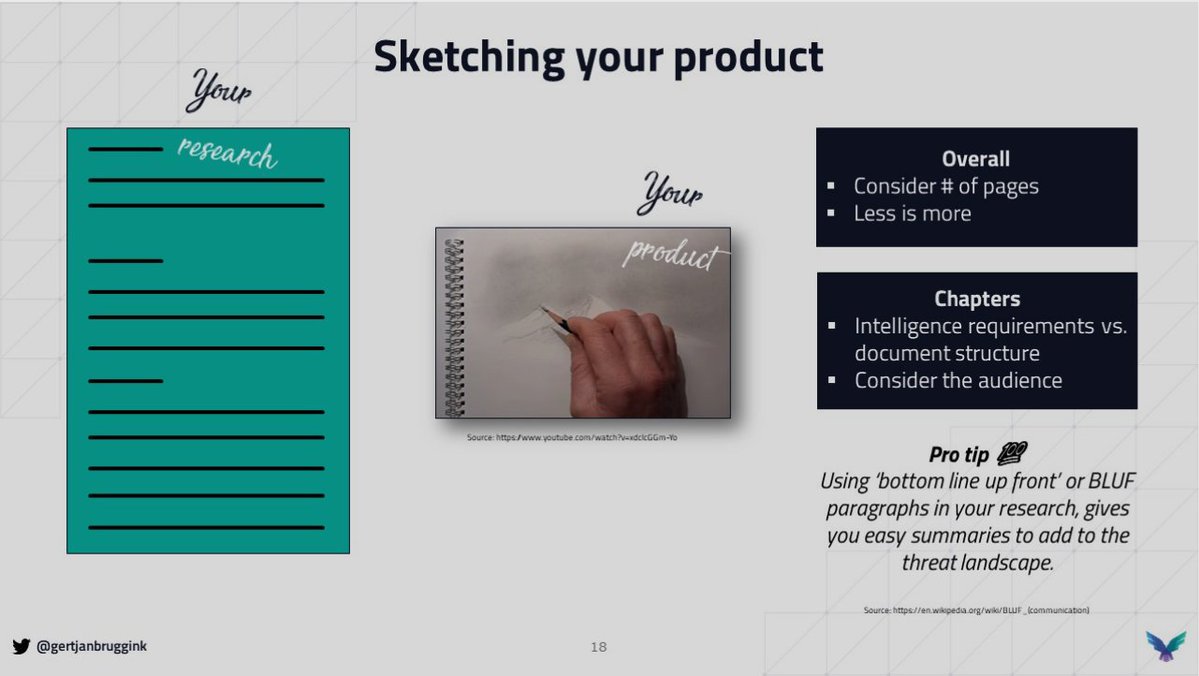 Sketching your product
Your
research
Your
product
Source: https://www.youtube.com/watch?v=xdclcGGm-Yo
Overall
▪ Consider # of pages
▪ Less is more
Chapters
▪ Intelligence requirements vs.
document structure
▪ Consider the audience
Pro tip 💯
Using ‘bottom line up front’ or BLUF
paragraphs in your research, gives
you easy summaries to add to the
threat landscape.
Source: https://en.wikipedia.org/wiki/BLUF_(communication)
@gertjanbruggink
18